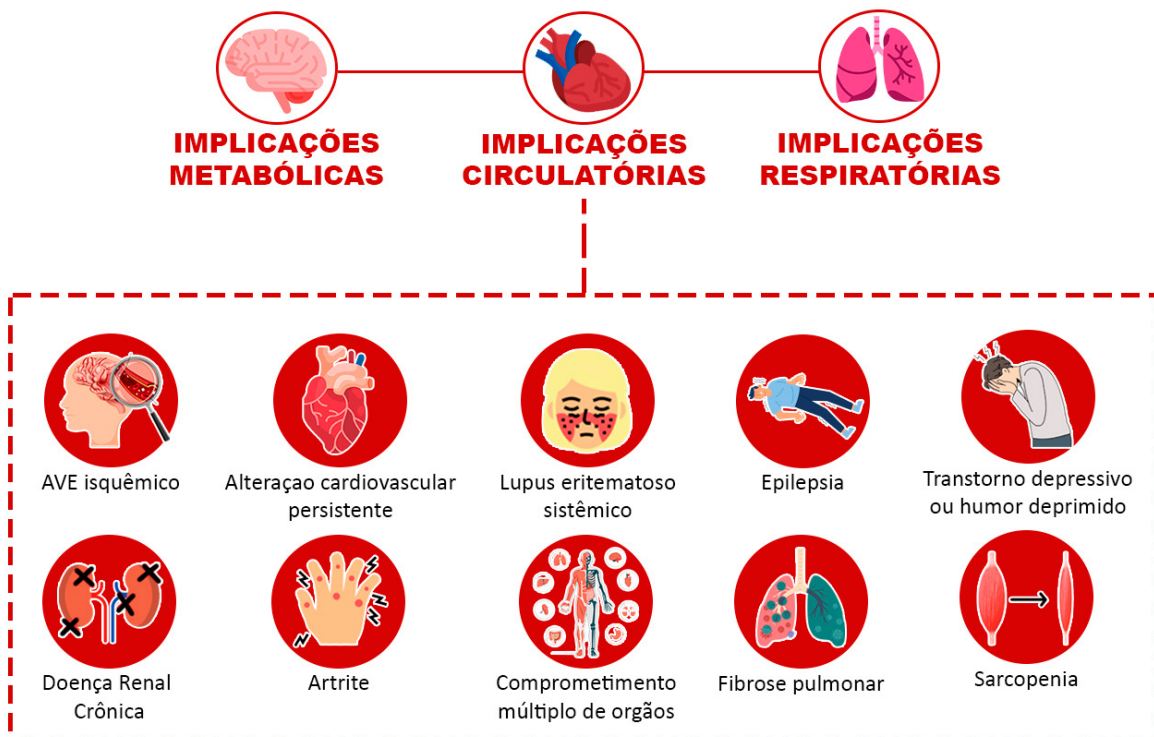 IMPLICAÇÕES
METABÓLICAS
IMPLICAÇÕES
CIRCULATÓRIAS
IMPLICAÇÕES
RESPIRATÓRIAS
AVE isquêmico
Alteraçao cardiovascular
persistente
Lupus eritematoso
sistêmico
Epilepsia
Transtorno depressivo
ou humor deprimido
Doença Renal
Crônica
Artrite
Comprometimento
múltiplo de orgãos
Fibrose pulmonar
Sarcopenia